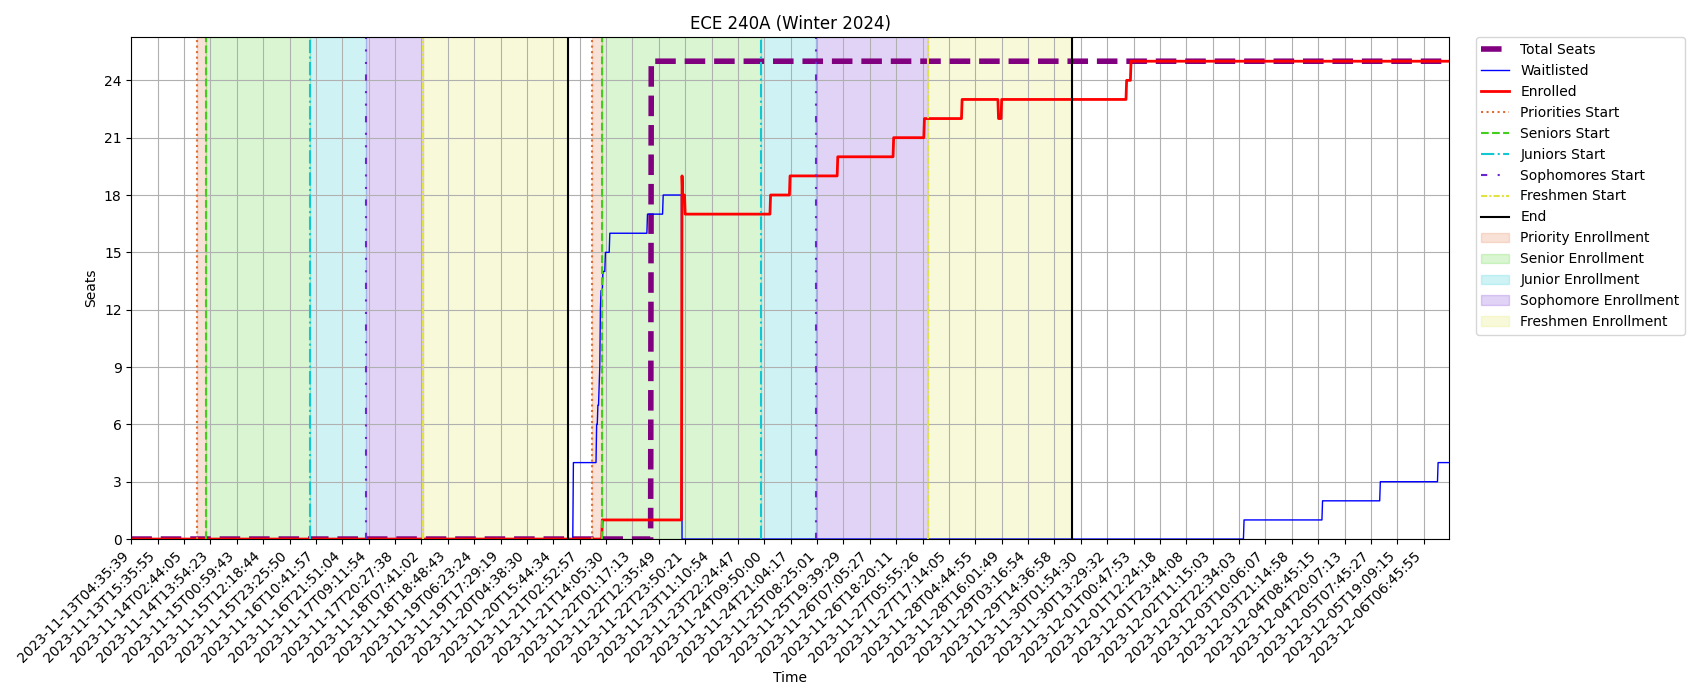 ECE 240A (Winter 2024)
Seats
24
21
18
15
12
9
6
3
0
2023-11-13T04:35:39
2023-11-13T15:35:55
2023-11-14T02:44:05
2023-11-14T13:54:23
2023-11-15T00:59:43
2023-11-15T12:18:44
2023-11-15T23:25:50
2023-11-16T10:41:57
2023-11-16T21:51:04
2023-11-17T09:11:54
2023-11-17T20:27:38
2023-11-18T07:41:02
2023-11-18T18:48:43
2023-11-19T06:23:24
2023-11-19T17:29:19
2023-11-20T04:38:30
2023-11-20T15:44:34
2023-11-21T02:52:57
2023-11-21T14:05:30
2023-11-22T01:17:13
2023-11-22T12:35:49
2023-11-22T23:50:21
2023-11-23T11:10:54
2023-11-23T22:24:47
2023-11-24T09:50:00
2023-11-24T21:04:17
2023-11-25T08:25:01
2023-11-25T19:39:29
2023-11-26T07:05:27
2023-11-26T18:20:11
2023-11-27T05:55:26
2023-11-27T17:14:05
2023-11-28T04:44:55
2023-11-28T16:01:49
2023-11-29T03:16:54
2023-11-29T14:36:58
2023-11-30T01:54:30
2023-11-30T13:29:32
2023-12-01T00:47:53
2023-12-01T12:24:18
2023-12-01T23:44:08
2023-12-02T11:15:03
2023-12-02T22:34:03
2023-12-03T10:06:07
2023-12-03T21:14:58
2023-12-04T08:45:15
2023-12-04T20:07:13
2023-12-05T07:45:27
2023-12-05T19:09:15
2023-12-06T06:45:55
Time
Total Seats
Waitlisted
Enrolled
Priorities Start
Seniors Start
Juniors Start
Sophomores Start
Freshmen Start
End
Priority Enrollment
Senior Enrollment
Junior Enrollment
Sophomore Enrollment
Freshmen Enrollment